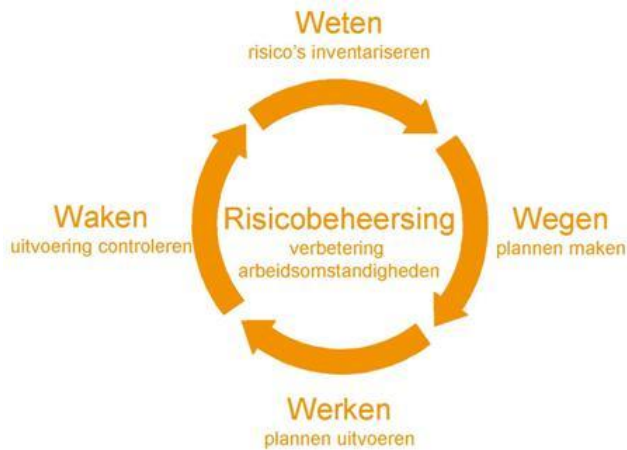 Weten
risico's inventariseren
Waken
uitvoering controleren
Risicobeheersing
verbetering
arbeidsomstandigheden
Wegen
plannen maken
Werken
plannen uitvoeren